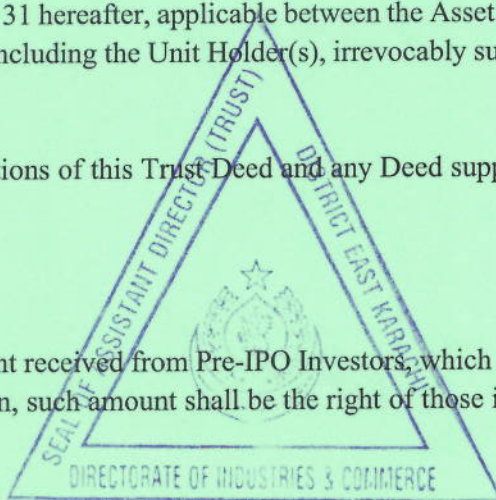 31 hereafter, applicable between the Asset
ncluding the Unit Holder(s), irrevocably su
tions of this Trust Deed and any Deed supp
nt received from Pre-IPO Investors, which
n, such amount shall be the right of those i
SEAL OF ASSISTANT DIRECTOR (TRUST)
DISTRICT EAST KARACHI
DIRECTORATE OF INDUSTRIES & COMMERCE